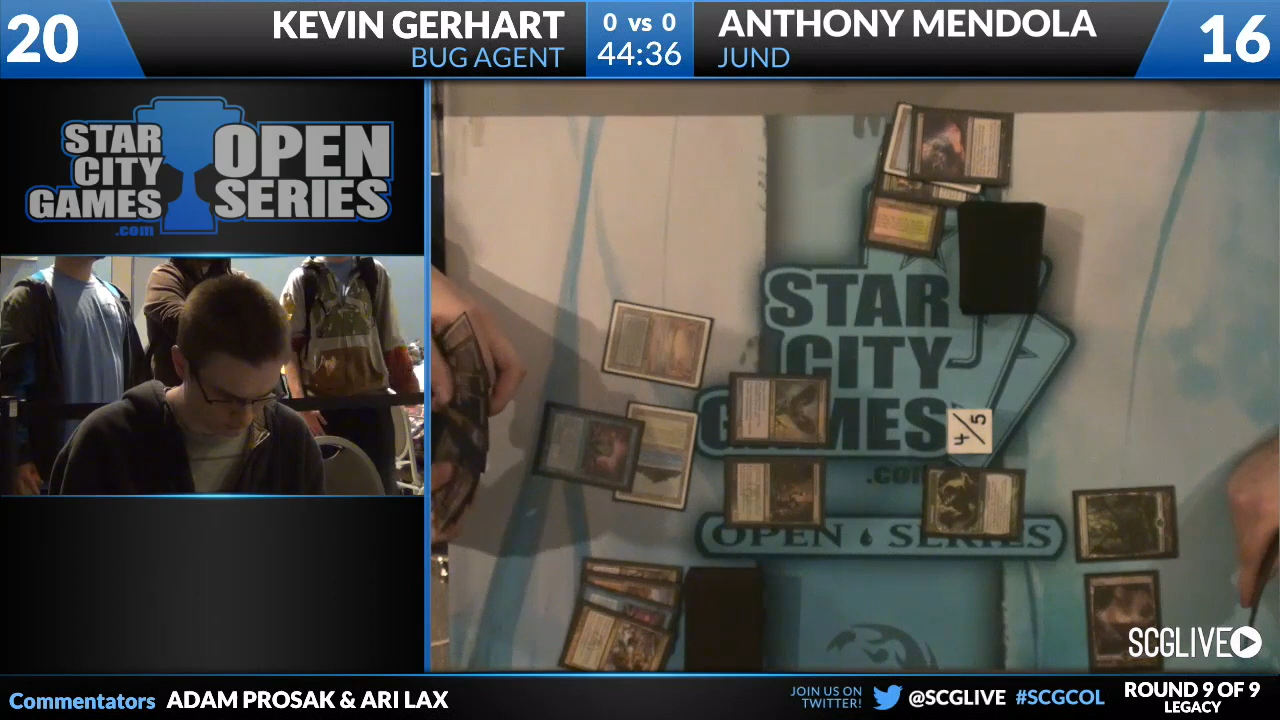 20
KEVIN GERHART
BUG AGENT
0 vs 0
44:36
ANTHONY MENDOLA
JUND
16
STAR
CITY
GAMES
.com
OPEN
SERIES
STAR
CITY
GAMES
.com
OPEN SERIES
4/5
SCGLIVE
Commentators ADAM PROSAK & ARI LAX
JOIN US ON
TWITTER!
@SCGLIVE #SCGCOL
ROUND 9 OF 9
LEGACY